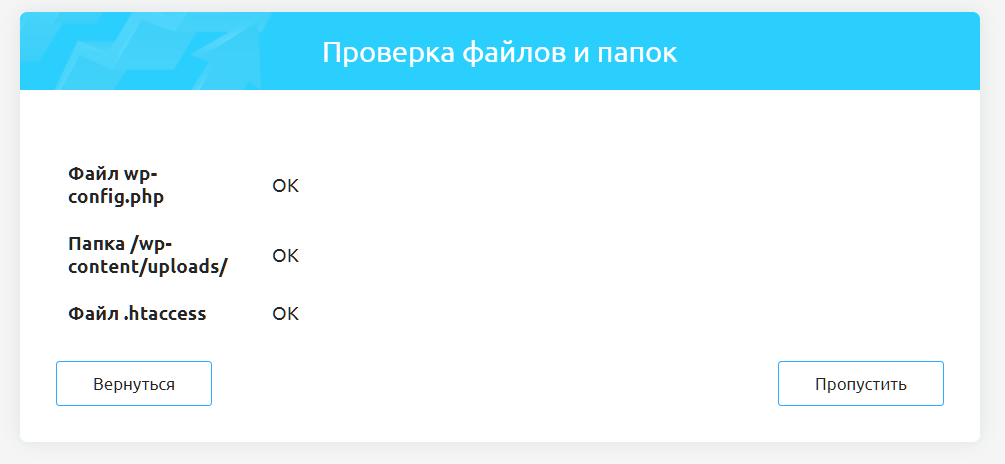 Проверка файлов и папок
Файл wp-
config.php
OK
Папка /wp-
content/uploads/
OK
Файл .htaccess
OK
Вернуться
Пропустить